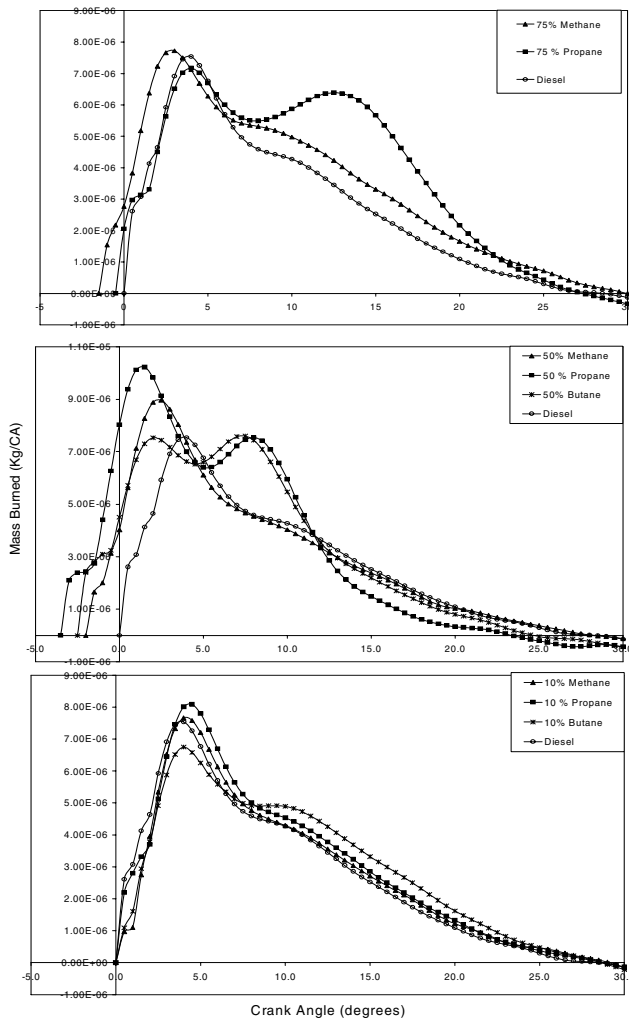 9.00E-06
8.00E-06
7.00E-06
6.00E-06
5.00E-06
4.00E-06
3.00E-06
2.00E-06
1.00E-06
0.00E+00
-1.00E-06
-5 0 5 10 15 20 25 30
75% Methane
75 % Propane
Diesel
Mass Burned (Kg/CA)
1.10E-05
9.00E-06
7.00E-06
5.00E-06
3.00E-06
1.00E-06
-1.00E-06
-5.0 0.0 5.0 10.0 15.0 20.0 25.0 30.0
50% Methane
50 % Propane
50% Butane
Diesel
9.00E-06
8.00E-06
7.00E-06
6.00E-06
5.00E-06
4.00E-06
3.00E-06
2.00E-06
1.00E-06
0.00E+00
-1.00E-06
-5.0 0.0 5.0 10.0 15.0 20.0 25.0 30.0
10% Methane
10 % Propane
10% Butane
Diesel
Crank Angle (degrees)